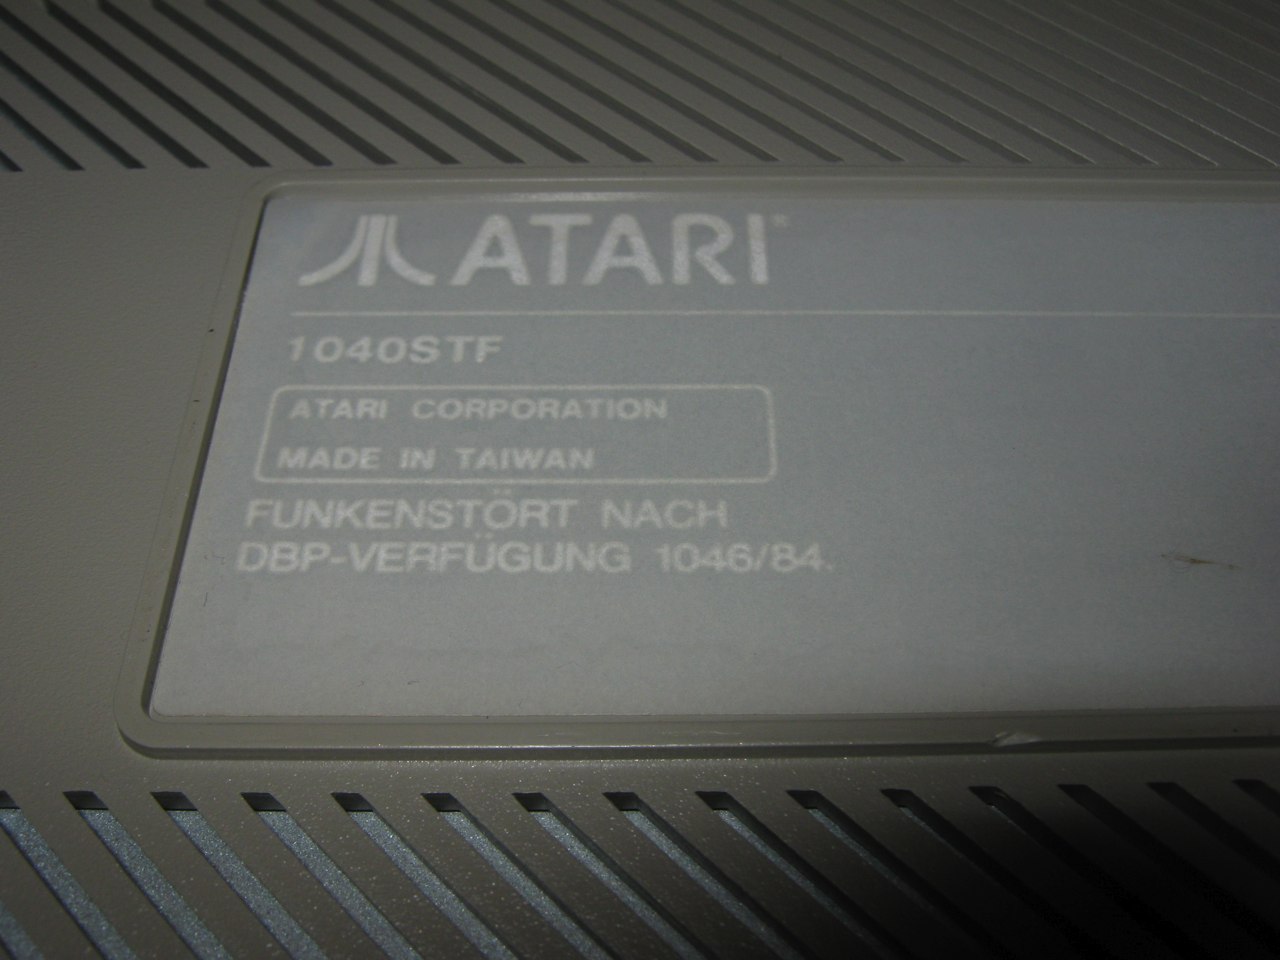 ATARI®
1040STF
ATARI CORPORATION
MADE IN TAIWAN
FUNKENSTÖRT NACH
DBP-VERFÜGUNG 1046/84.